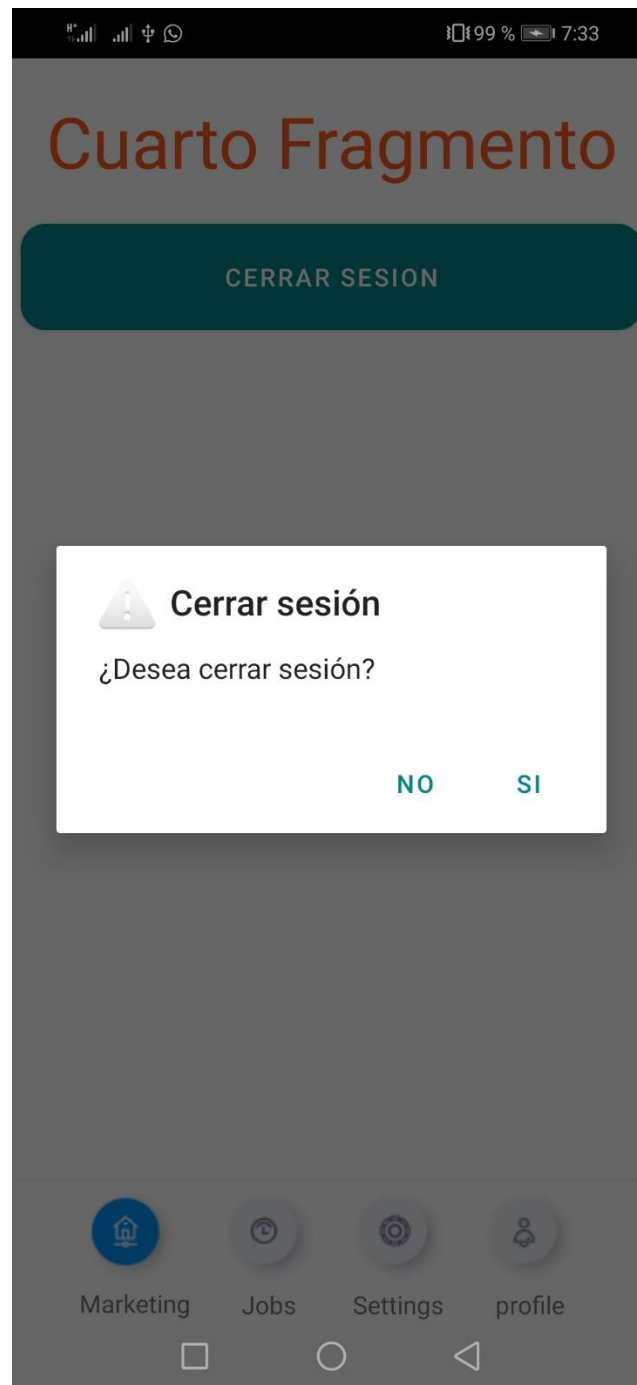 99 % 7:33
Cuarto Fragmento
CERRAR SESION
Cerrar sesión
¿Desea cerrar sesión?
NO SI
Marketing Jobs Settings profile